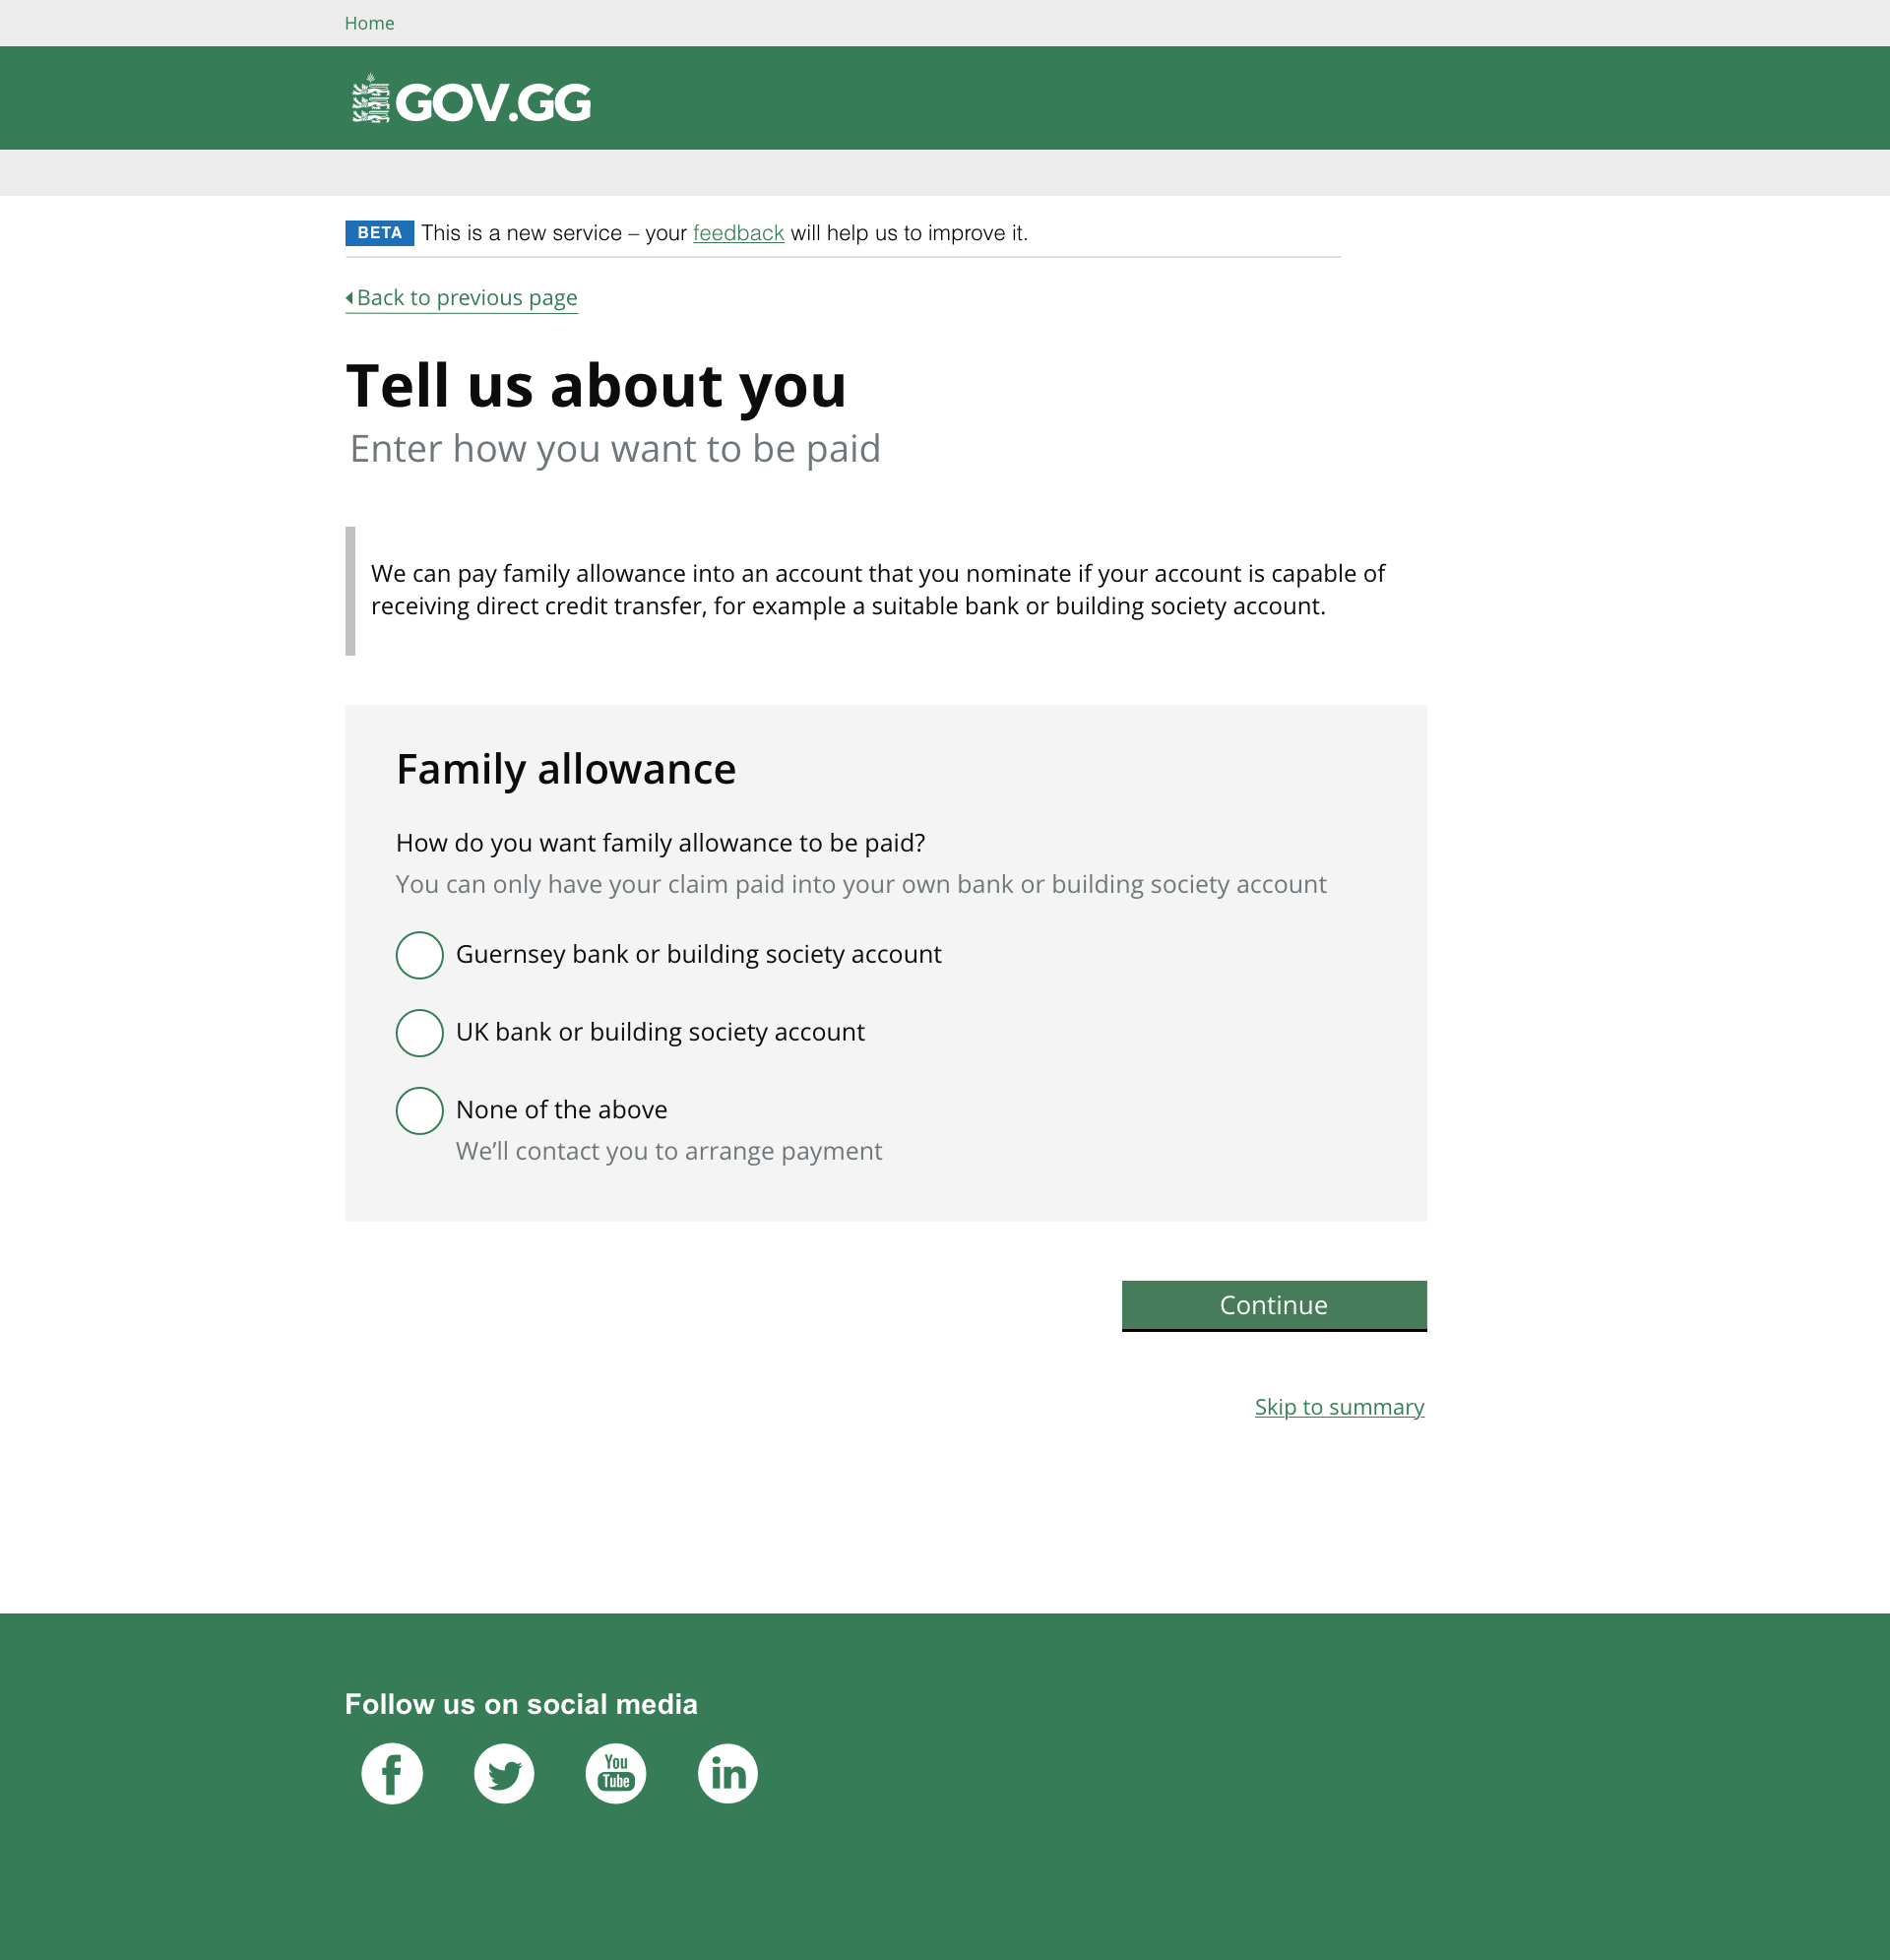 Home
GOV.GG
BETA This is a new service – your feedback will help us to improve it.
Back to previous page
Tell us about you
Enter how you want to be paid
We can pay family allowance into an account that you nominate if your account is capable of
receiving direct credit transfer, for example a suitable bank or building society account.
Family allowance
How do you want family allowance to be paid?
You can only have your claim paid into your own bank or building society account
Guernsey bank or building society account
UK bank or building society account
None of the above
We’ll contact you to arrange payment
Continue
Skip to summary
Follow us on social media
f You Tube in